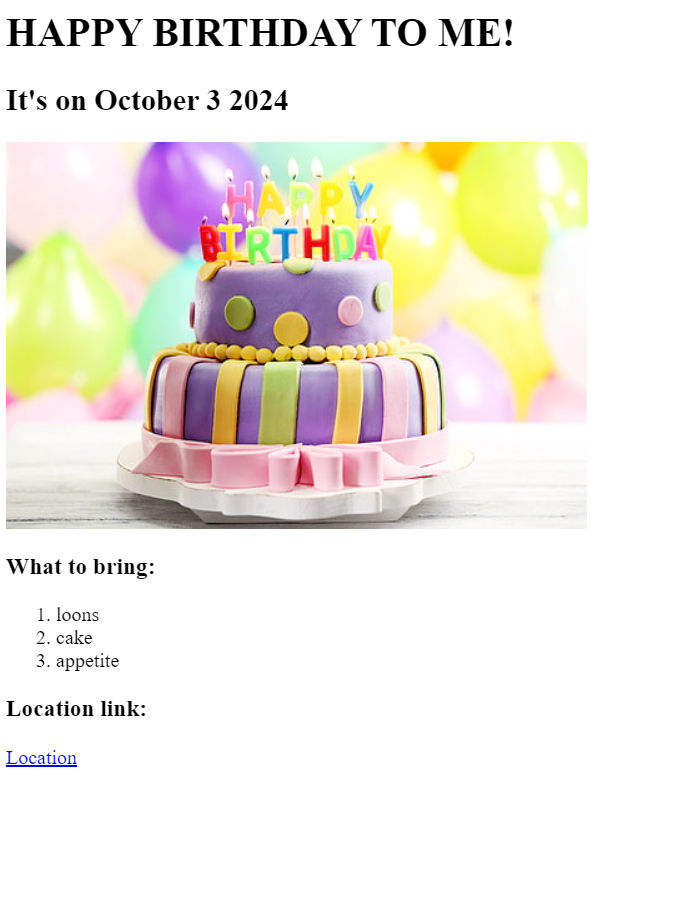 HAPPY BIRTHDAY TO ME!
It's on October 3 2024
HAPPY
BIRTHDAY
What to bring:
1. loons
2. cake
3. appetite
Location link:
Location